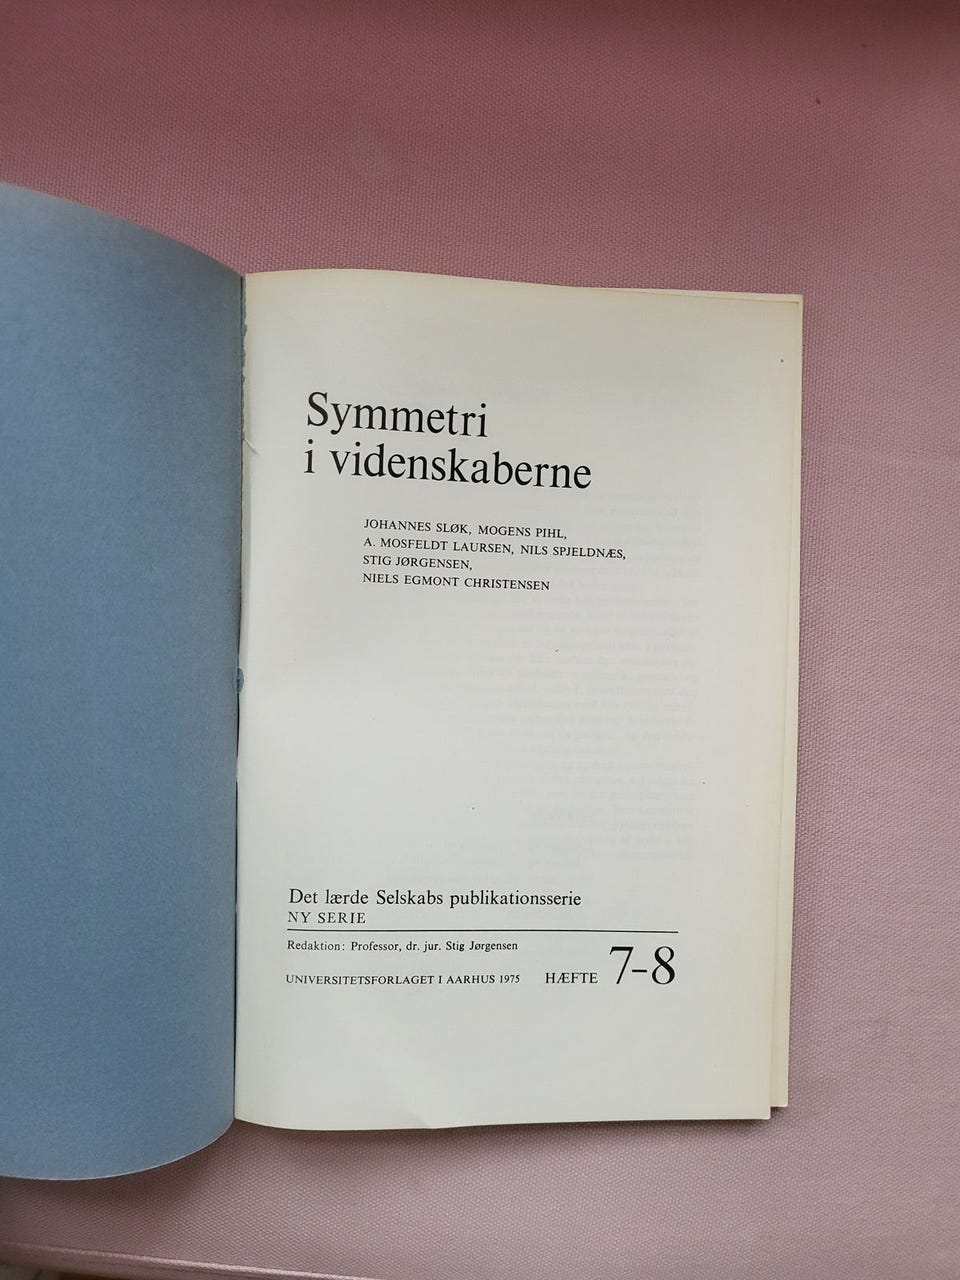 Symmetri
i videnskaberne
JOHANNES SLØK, MOGENS PIHL,
A. MOSFELDT LAURSEN, NILS SPJELDNÆS,
STIG JØRGENSEN,
NIELS EGMONT CHRISTENSEN
Det lærde Selskabs publikationsserie
NY SERIE
Redaktion: Professor, dr. jur. Stig Jørgensen
UNIVERSITETSFORLAGET I AARHUS 1975 HÆFTE 7-8